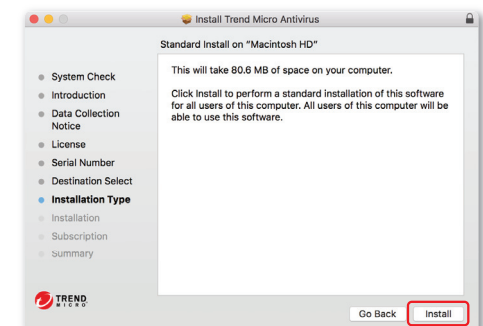 Install Trend Micro Antivirus
Standard Install on "Macintosh HD"
System Check
Introduction
Data Collection
Notice
License
Serial Number
Destination Select
Installation Type
Installation
Subscription
Summary
This will take 80.6 MB of space on your computer.
Click Install to perform a standard installation of this software
for all users of this computer. All users of this computer will be
able to use this software.
TREND
MICRO
Go Back
Install